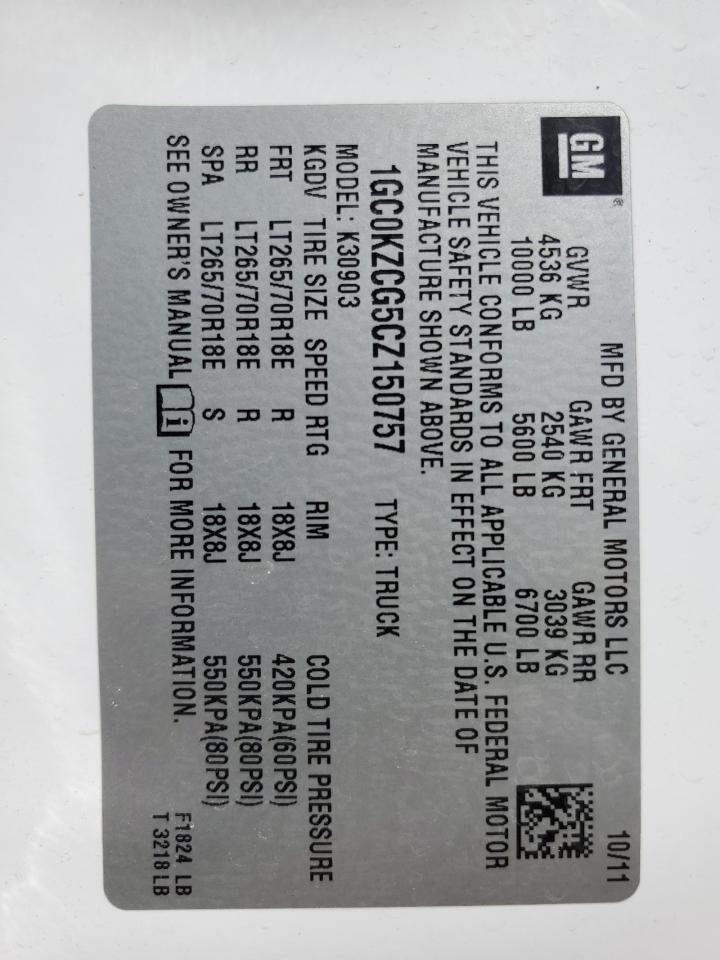 GM ®
MFD BY GENERAL MOTORS LLC 10/11
GVWR GAWR FRT GAWR RR
4536 KG 2540 KG 3039 KG
10000 LB 5600 LB 6700 LB
THIS VEHICLE CONFORMS TO ALL APPLICABLE U.S. FEDERAL MOTOR
VEHICLE SAFETY STANDARDS IN EFFECT ON THE DATE OF
MANUFACTURE SHOWN ABOVE.
1GC0KZCG5CZ150757 TYPE: TRUCK
MODEL: K30903
KGDV TIRE SIZE SPEED RTG RIM COLD TIRE PRESSURE
FRT LT265/70R18E R 18X8J 420KPA(60PSI)
RR LT265/70R18E R 18X8J 550KPA(80PSI)
SPA LT265/70R18E S 18X8J 550KPA(80PSI)
SEE OWNER'S MANUAL i FOR MORE INFORMATION.
F1824 LB
T 3218 LB